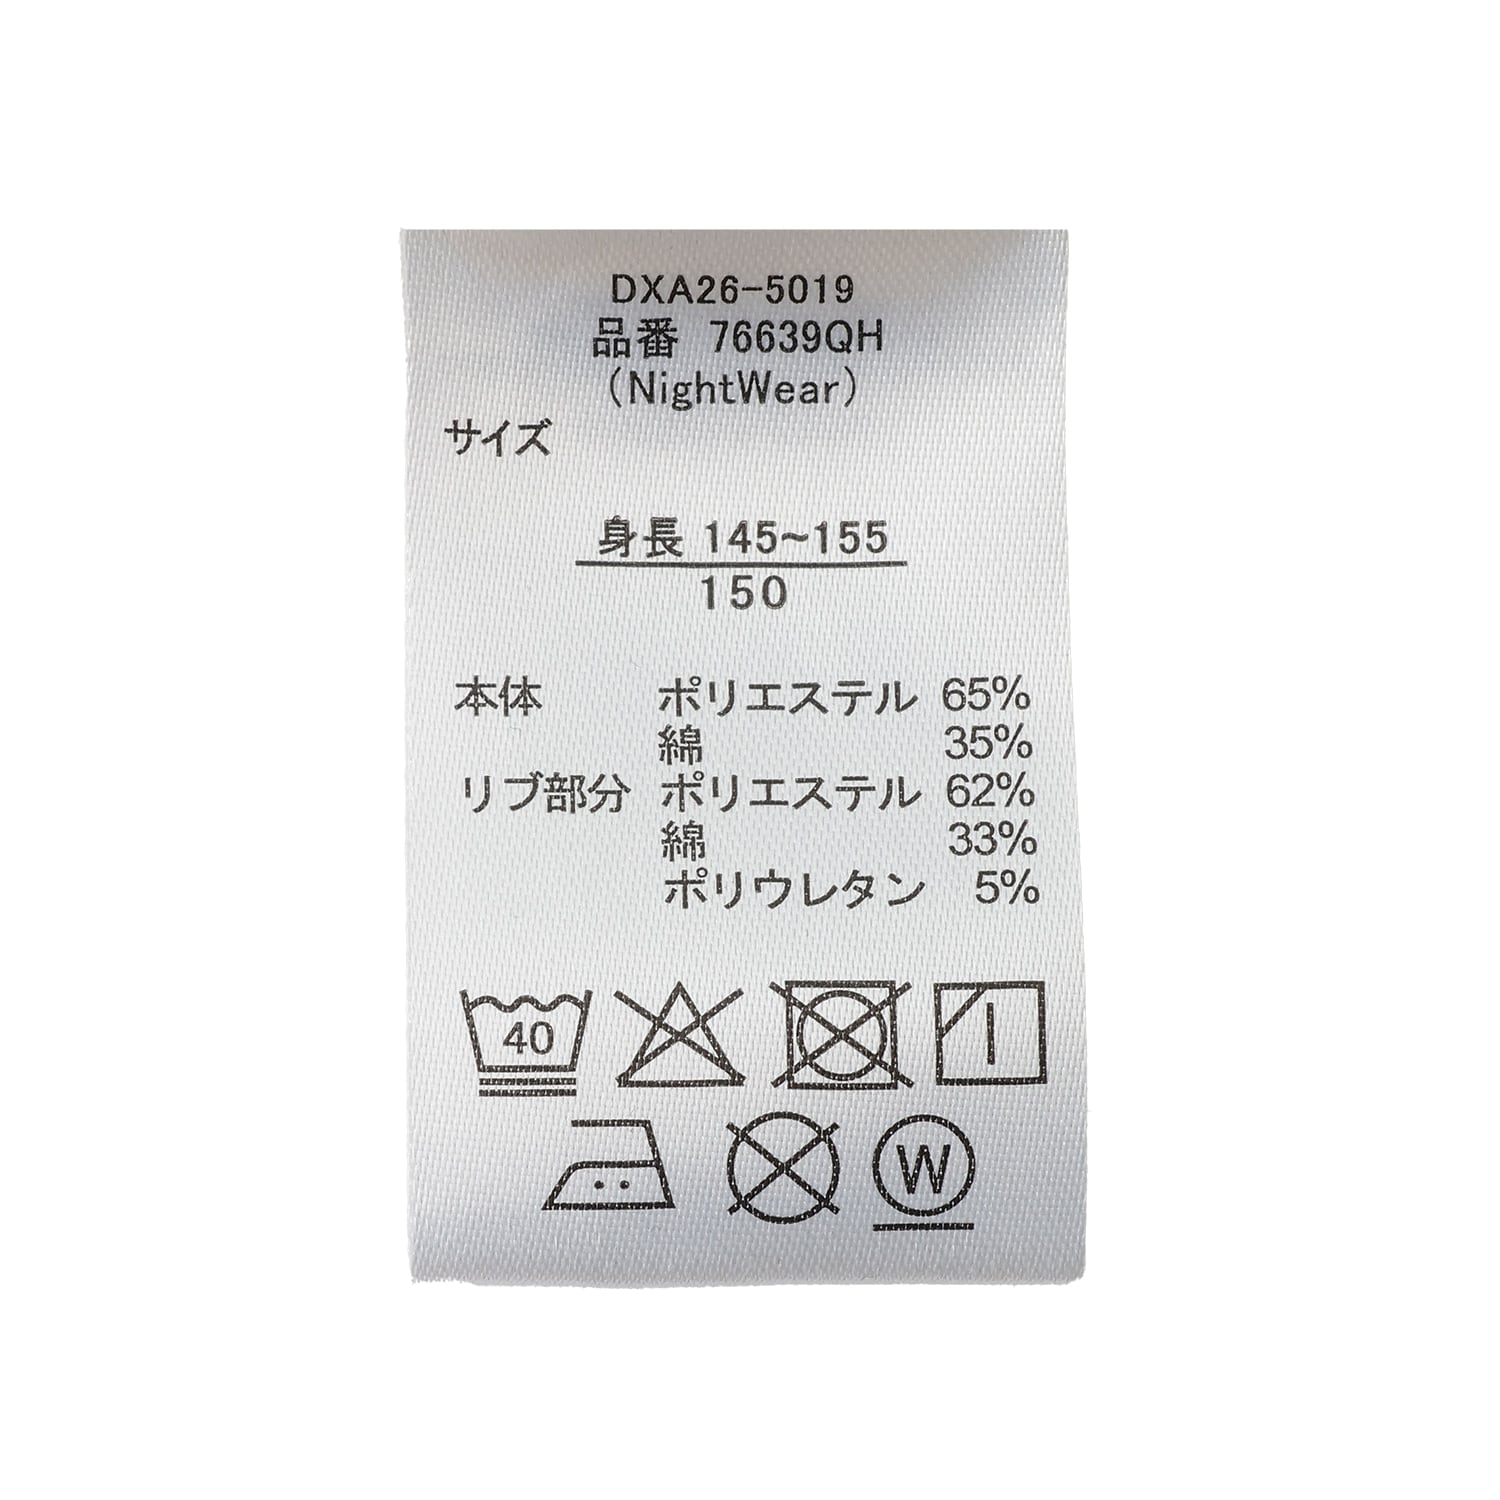 DXA26-5019
品番 76639QH
(NightWear)
サイズ
身長 145~155
150
本体 ポリエステル 65%
綿 35%
リブ部分 ポリエステル 62%
綿 33%
ポリウレタン 5%
40
W